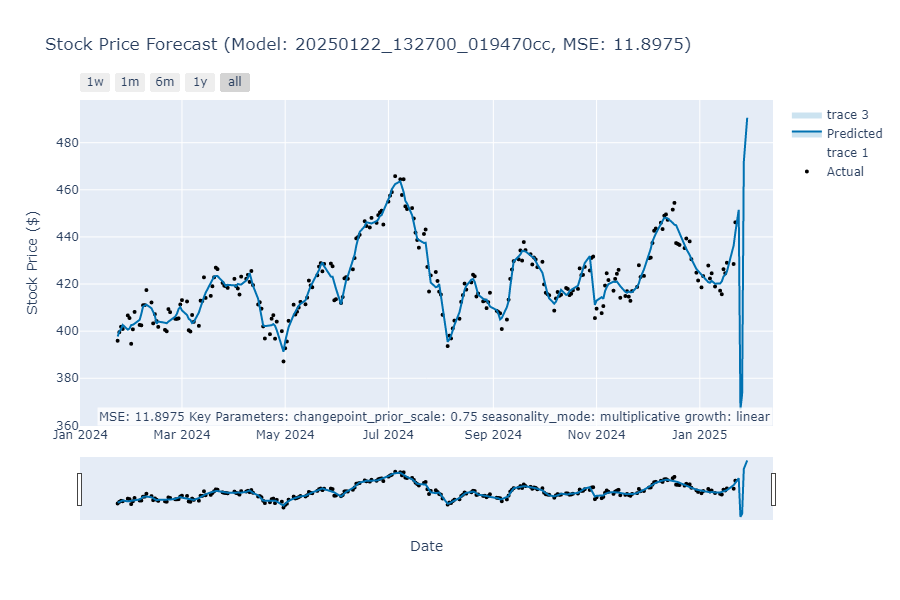 Stock Price Forecast (Model: 20250122_132700_019470cc, MSE: 11.8975)
1w 1m 6m 1y all
trace 3
Predicted
trace 1
Actual
Stock Price ($)
480
460
440
420
400
380
360
MSE: 11.8975 Key Parameters: changepoint_prior_scale: 0.75 seasonality_mode: multiplicative growth: linear
Jan 2024 Mar 2024 May 2024 Jul 2024 Sep 2024 Nov 2024 Jan 2025
Date